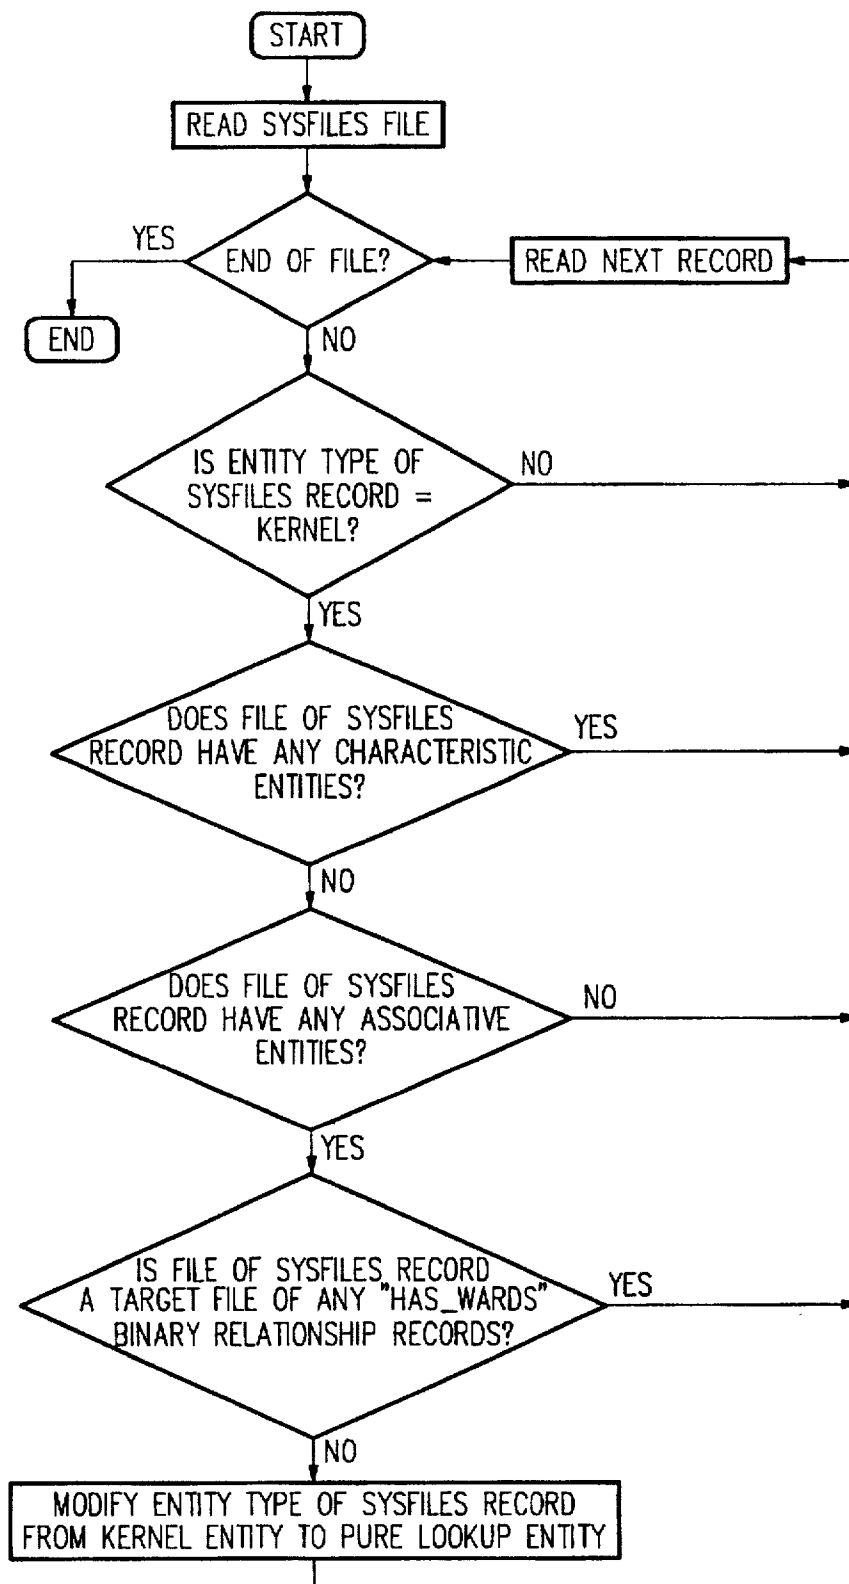 START
READ SYSFILES FILE
YES
END OF FILE?
READ NEXT RECORD
END
NO
IS ENTITY TYPE OF
SYSFILES RECORD =
KERNEL?
NO
YES
DOES FILE OF SYSFILES
RECORD HAVE ANY CHARACTERISTIC
ENTITIES?
YES
NO
DOES FILE OF SYSFILES
RECORD HAVE ANY ASSOCIATIVE
ENTITIES?
NO
YES
IS FILE OF SYSFILES RECORD
A TARGET FILE OF ANY "HAS_WARDS"
BINARY RELATIONSHIP RECORDS?
YES
NO
MODIFY ENTITY TYPE OF SYSFILES RECORD
FROM KERNEL ENTITY TO PURE LOOKUP ENTITY